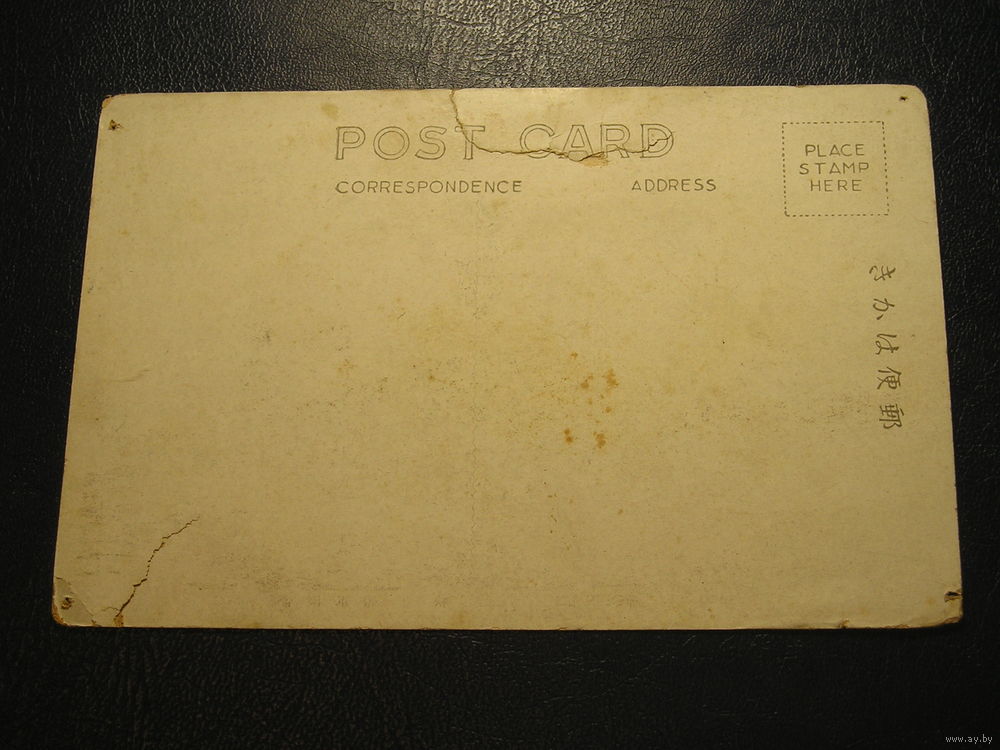 POST CARD
CORRESPONDENCE
ADDRESS
PLACE
STAMP
HERE
きかは便郵
www.ay.by